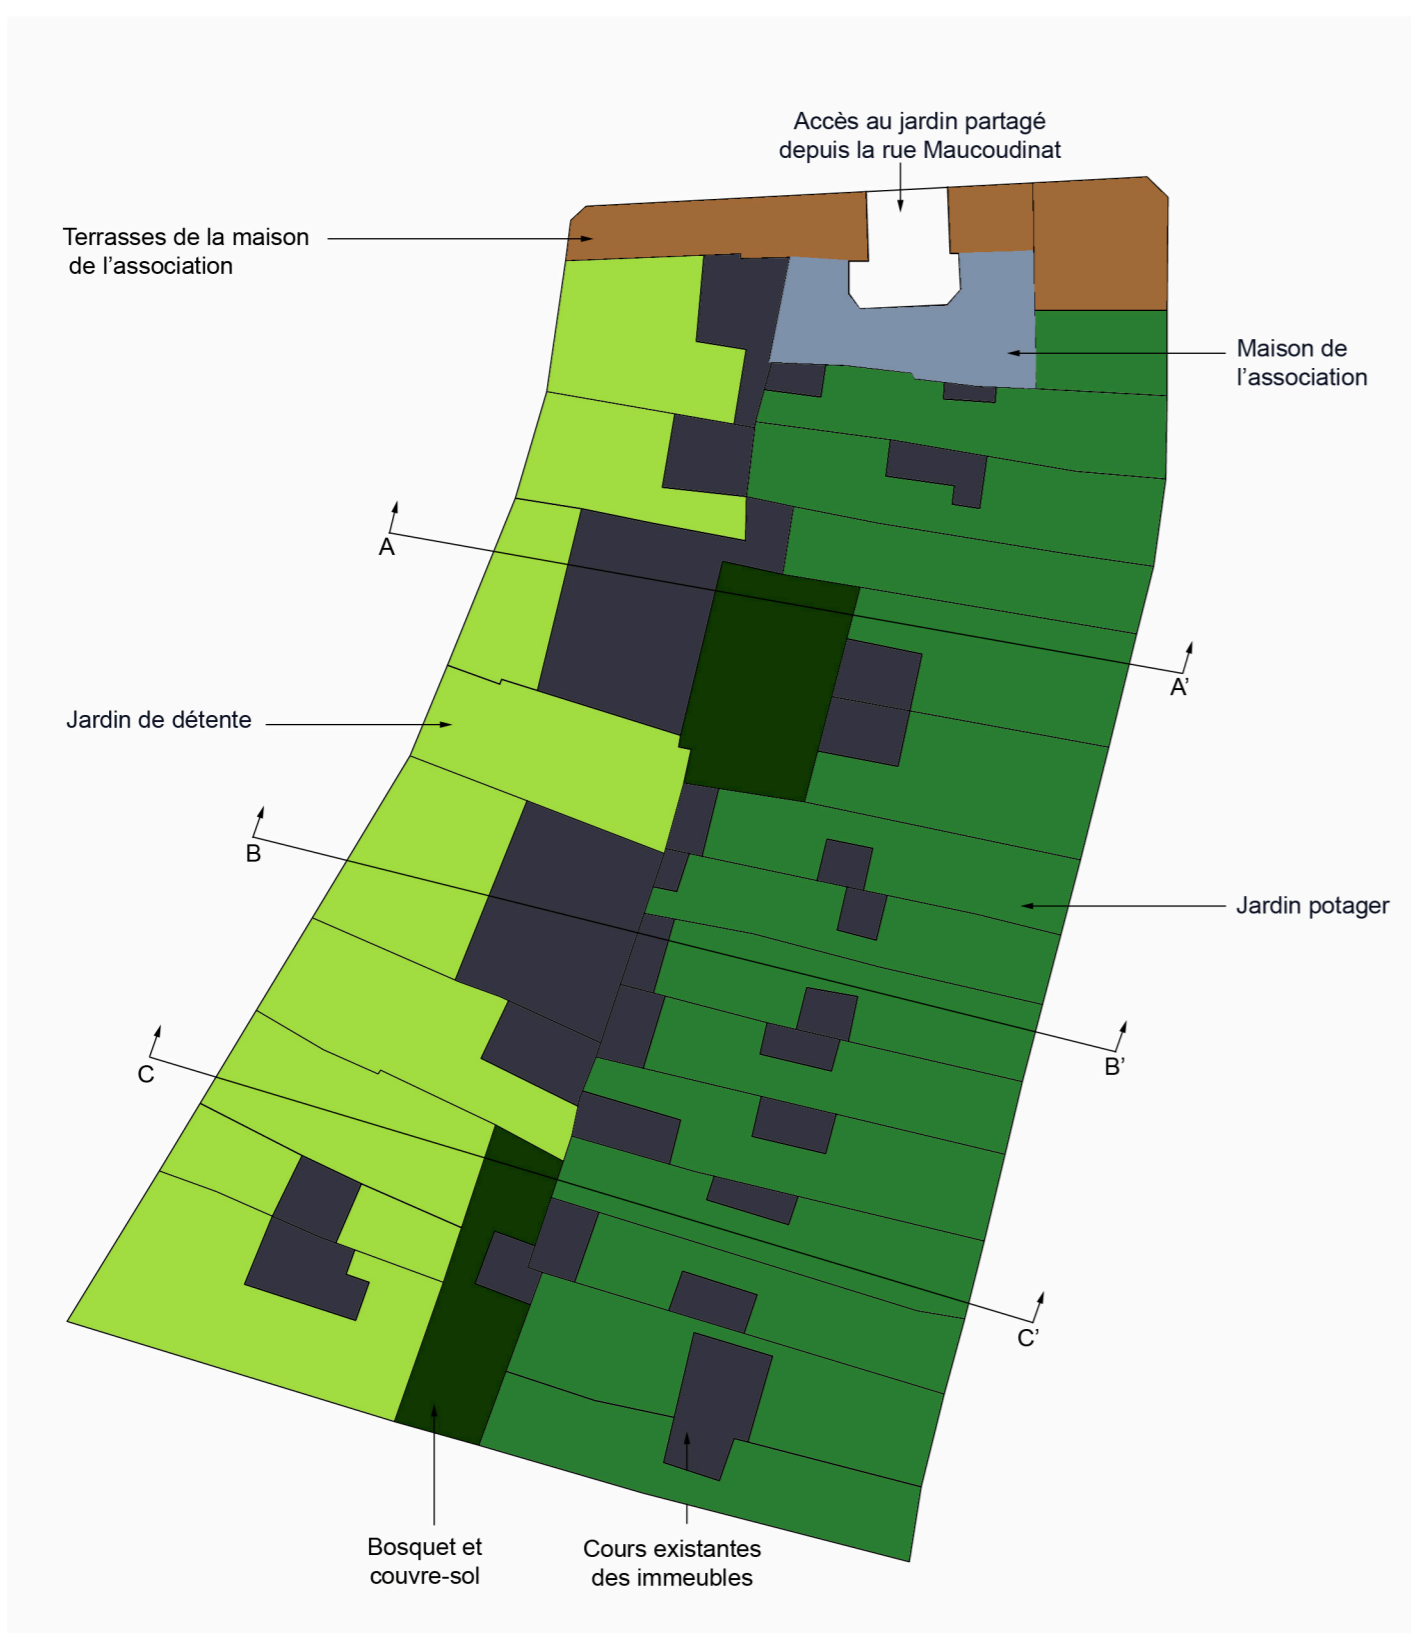 Accès au jardin partagé
depuis la rue Maucoudinat
Terrasses de la maison
de l’association
Maison de
l’association
A
A’
Jardin de détente
B
Jardin potager
C
B’
C’
Bosquet et
couvre-sol
Cours existantes
des immeubles